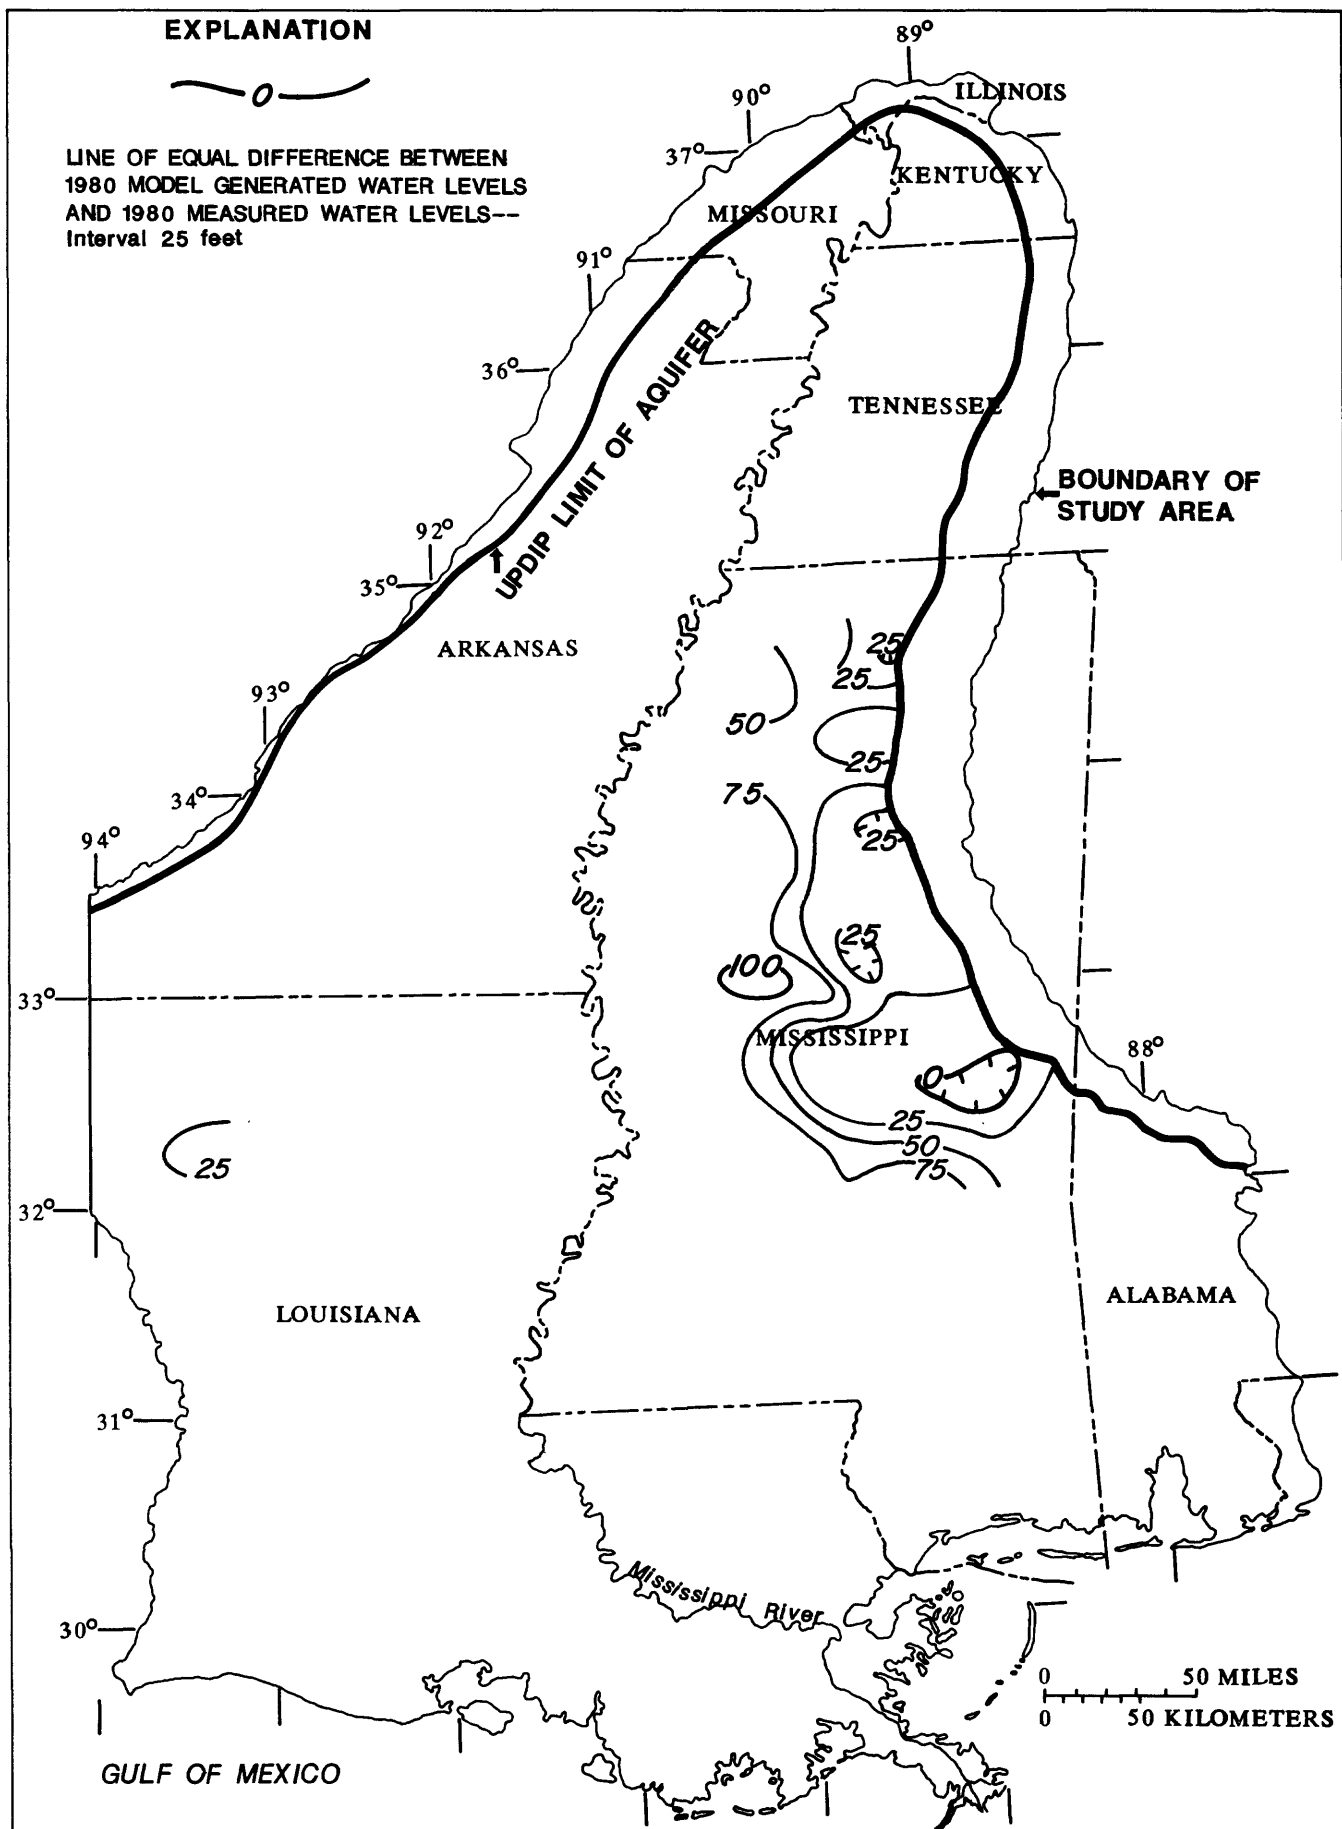 EXPLANATION
0
LINE OF EQUAL DIFFERENCE BETWEEN
1980 MODEL GENERATED WATER LEVELS
AND 1980 MEASURED WATER LEVELS--
Interval 25 feet
89°
ILLINOIS
90°
37°
KENTUCKY
MISSOURI
91°
36°
UPDIP LIMIT OF AQUIFER
TENNESSEE
BOUNDARY OF
STUDY AREA
92°
35°
ARKANSAS
25
25
93°
50
25
34°
75
94°
25
25
100
33°
MISSISSIPPI
88°
0
25
50
75
25
32°
LOUISIANA
ALABAMA
31°
Mississippi River
30°
0 50 MILES
0 50 KILOMETERS
GULF OF MEXICO